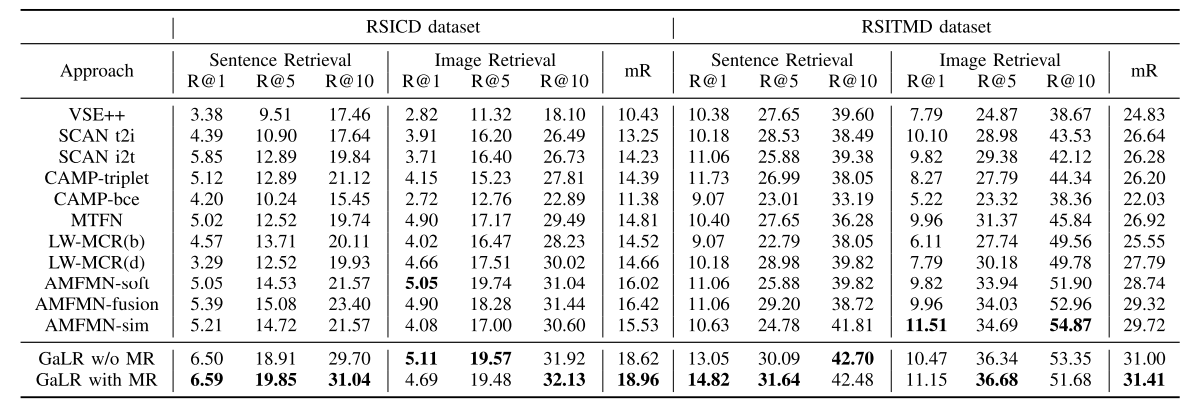 RSICD dataset RSITMD dataset
Approach Sentence Retrieval Image Retrieval mR Sentence Retrieval Image Retrieval mR
R@1 R@5 R@10 R@1 R@5 R@10 R@1 R@5 R@10 R@1 R@5 R@10
VSE++ 3.38 9.51 17.46 2.82 11.32 18.10 10.43 10.38 27.65 39.60 7.79 24.87 38.67 24.83
SCAN t2i 4.39 10.90 17.64 3.91 16.20 26.49 13.25 10.18 28.53 38.49 10.10 28.98 43.53 26.64
SCAN i2t 5.85 12.89 19.84 3.71 16.40 26.73 14.23 11.06 25.88 39.38 9.82 29.38 42.12 26.28
CAMP-triplet 5.12 12.89 21.12 4.15 15.23 27.81 14.39 11.73 26.99 38.05 8.27 27.79 44.34 26.20
CAMP-bce 4.20 10.24 15.45 2.72 12.76 22.89 11.38 9.07 23.01 33.19 5.22 23.32 38.36 22.03
MTFN 5.02 12.52 19.74 4.90 17.17 29.49 14.81 10.40 27.65 36.28 9.96 31.37 45.84 26.92
LW-MCR(b) 4.57 13.71 20.11 4.02 16.47 28.23 14.52 9.07 22.79 38.05 6.11 27.74 49.56 25.55
LW-MCR(d) 3.29 12.52 19.93 4.66 17.51 30.02 14.66 10.18 28.98 39.82 7.79 30.18 49.78 27.79
AMFMN-soft 5.05 14.53 21.57 5.05 19.74 31.04 16.02 11.06 25.88 39.82 9.82 33.94 51.90 28.74
AMFMN-fusion 5.39 15.08 23.40 4.90 18.28 31.44 16.42 11.06 29.20 38.72 9.96 34.03 52.96 29.32
AMFMN-sim 5.21 14.72 21.57 4.08 17.00 30.60 15.53 10.63 24.78 41.81 11.51 34.69 54.87 29.72
GaLR w/o MR 6.50 18.91 29.70 5.11 19.57 31.92 18.62 13.05 30.09 42.70 10.47 36.34 53.35 31.00
GaLR with MR 6.59 19.85 31.04 4.69 19.48 32.13 18.96 14.82 31.64 42.48 11.15 36.68 51.68 31.41